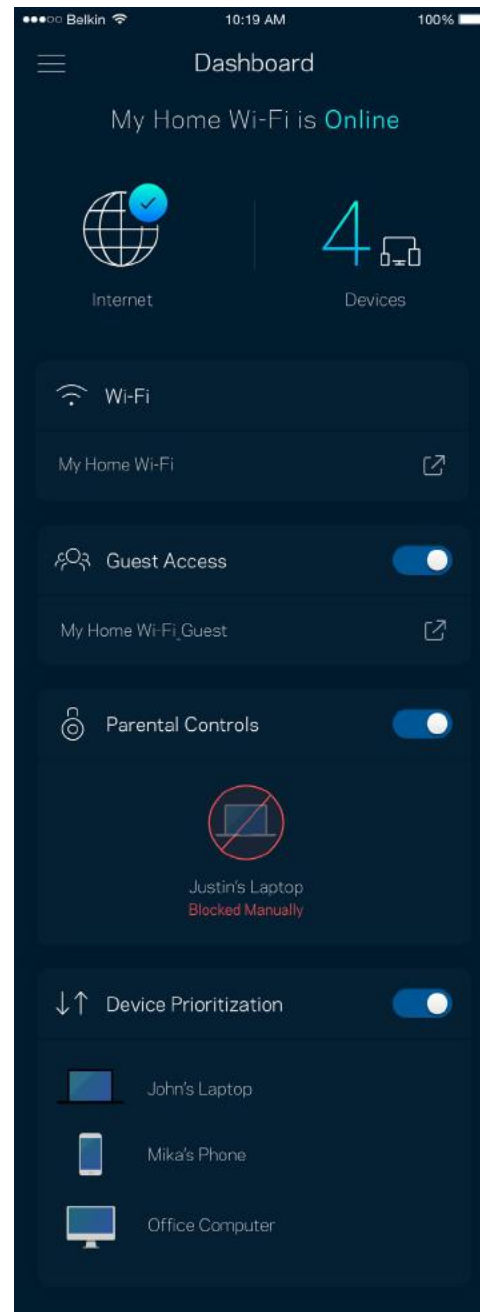 Belkin 10:19 AM 100%
Dashboard
My Home Wi-Fi is Online
4
Internet Devices
Wi-Fi
My Home Wi-Fi
Guest Access
My Home Wi-Fi_Guest
Parental Controls
Justin's Laptop
Blocked Manually
Device Prioritization
John's Laptop
Mika's Phone
Office Computer